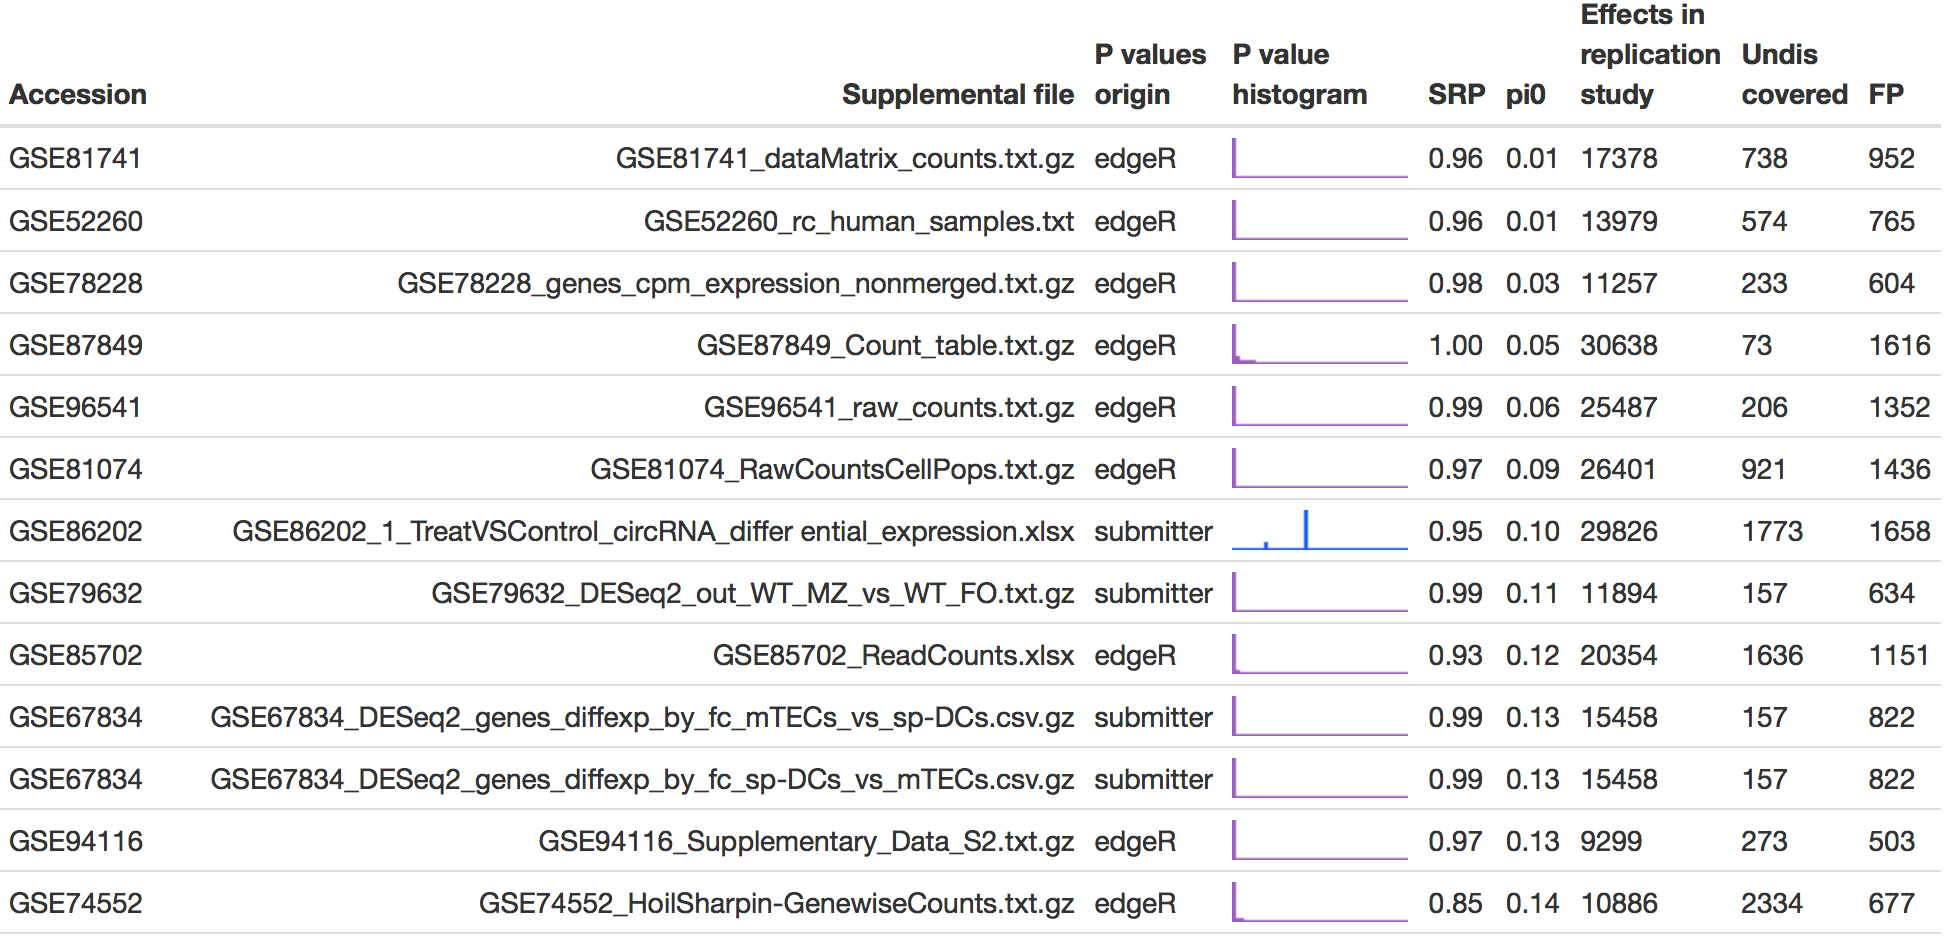 Accession Supplemental file P values origin P value histogram SRP pi0 Effects in replication study Undis covered FP
GSE81741 GSE81741_dataMatrix_counts.txt.gz edgeR 0.96 0.01 17378 738 952
GSE52260 GSE52260_rc_human_samples.txt edgeR 0.96 0.01 13979 574 765
GSE78228 GSE78228_genes_cpm_expression_nonmerged.txt.gz edgeR 0.98 0.03 11257 233 604
GSE87849 GSE87849_Count_table.txt.gz edgeR 1.00 0.05 30638 73 1616
GSE96541 GSE96541_raw_counts.txt.gz edgeR 0.99 0.06 25487 206 1352
GSE81074 GSE81074_RawCountsCellPops.txt.gz edgeR 0.97 0.09 26401 921 1436
GSE86202 GSE86202_1_TreatVSControl_circRNA_differ ential_expression.xlsx submitter 0.95 0.10 29826 1773 1658
GSE79632 GSE79632_DESeq2_out_WT_MZ_vs_WT_FO.txt.gz submitter 0.99 0.11 11894 157 634
GSE85702 GSE85702_ReadCounts.xlsx edgeR 0.93 0.12 20354 1636 1151
GSE67834 GSE67834_DESeq2_genes_diffexp_by_fc_mTECs_vs_sp-DCs.csv.gz submitter 0.99 0.13 15458 157 822
GSE67834 GSE67834_DESeq2_genes_diffexp_by_fc_sp-DCs_vs_mTECs.csv.gz submitter 0.99 0.13 15458 157 822
GSE94116 GSE94116_Supplementary_Data_S2.txt.gz edgeR 0.97 0.13 9299 273 503
GSE74552 GSE74552_HoilSharpin-GenewiseCounts.txt.gz edgeR 0.85 0.14 10886 2334 677